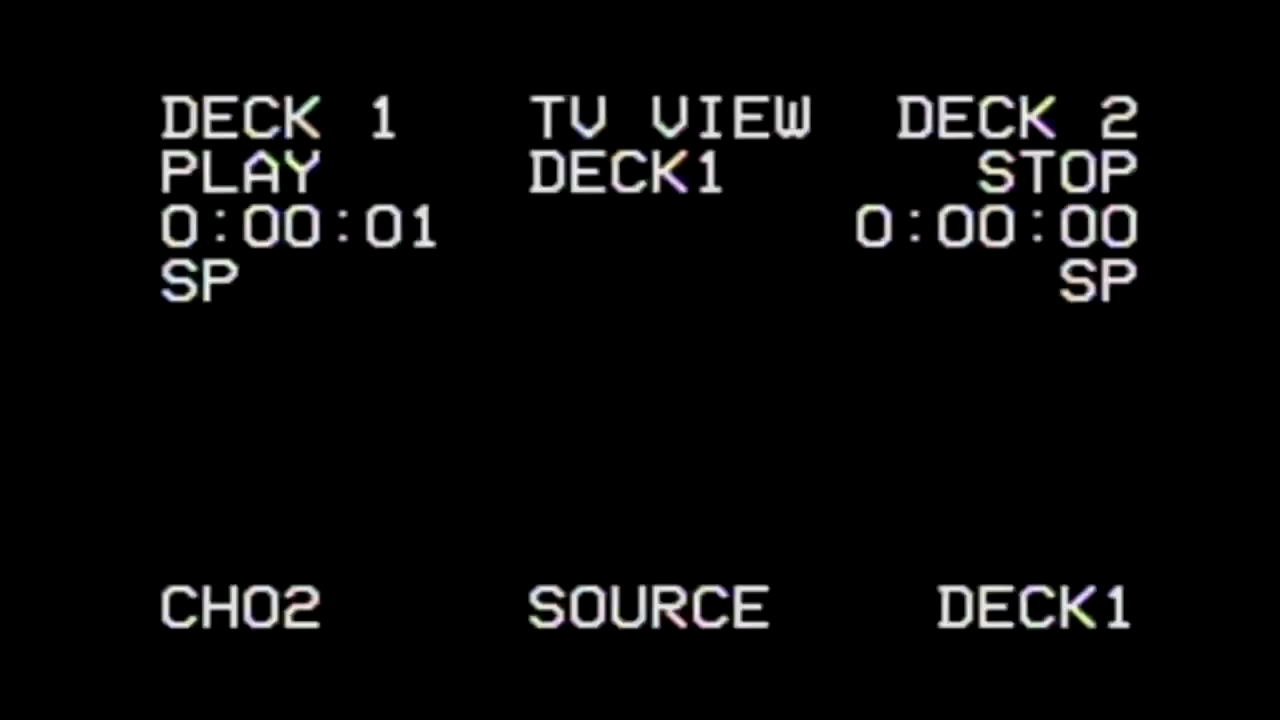 DECK 1 TV VIEW DECK 2
PLAY DECK1 STOP
0:00:01 0:00:00
SP SP
CH02 SOURCE DECK1